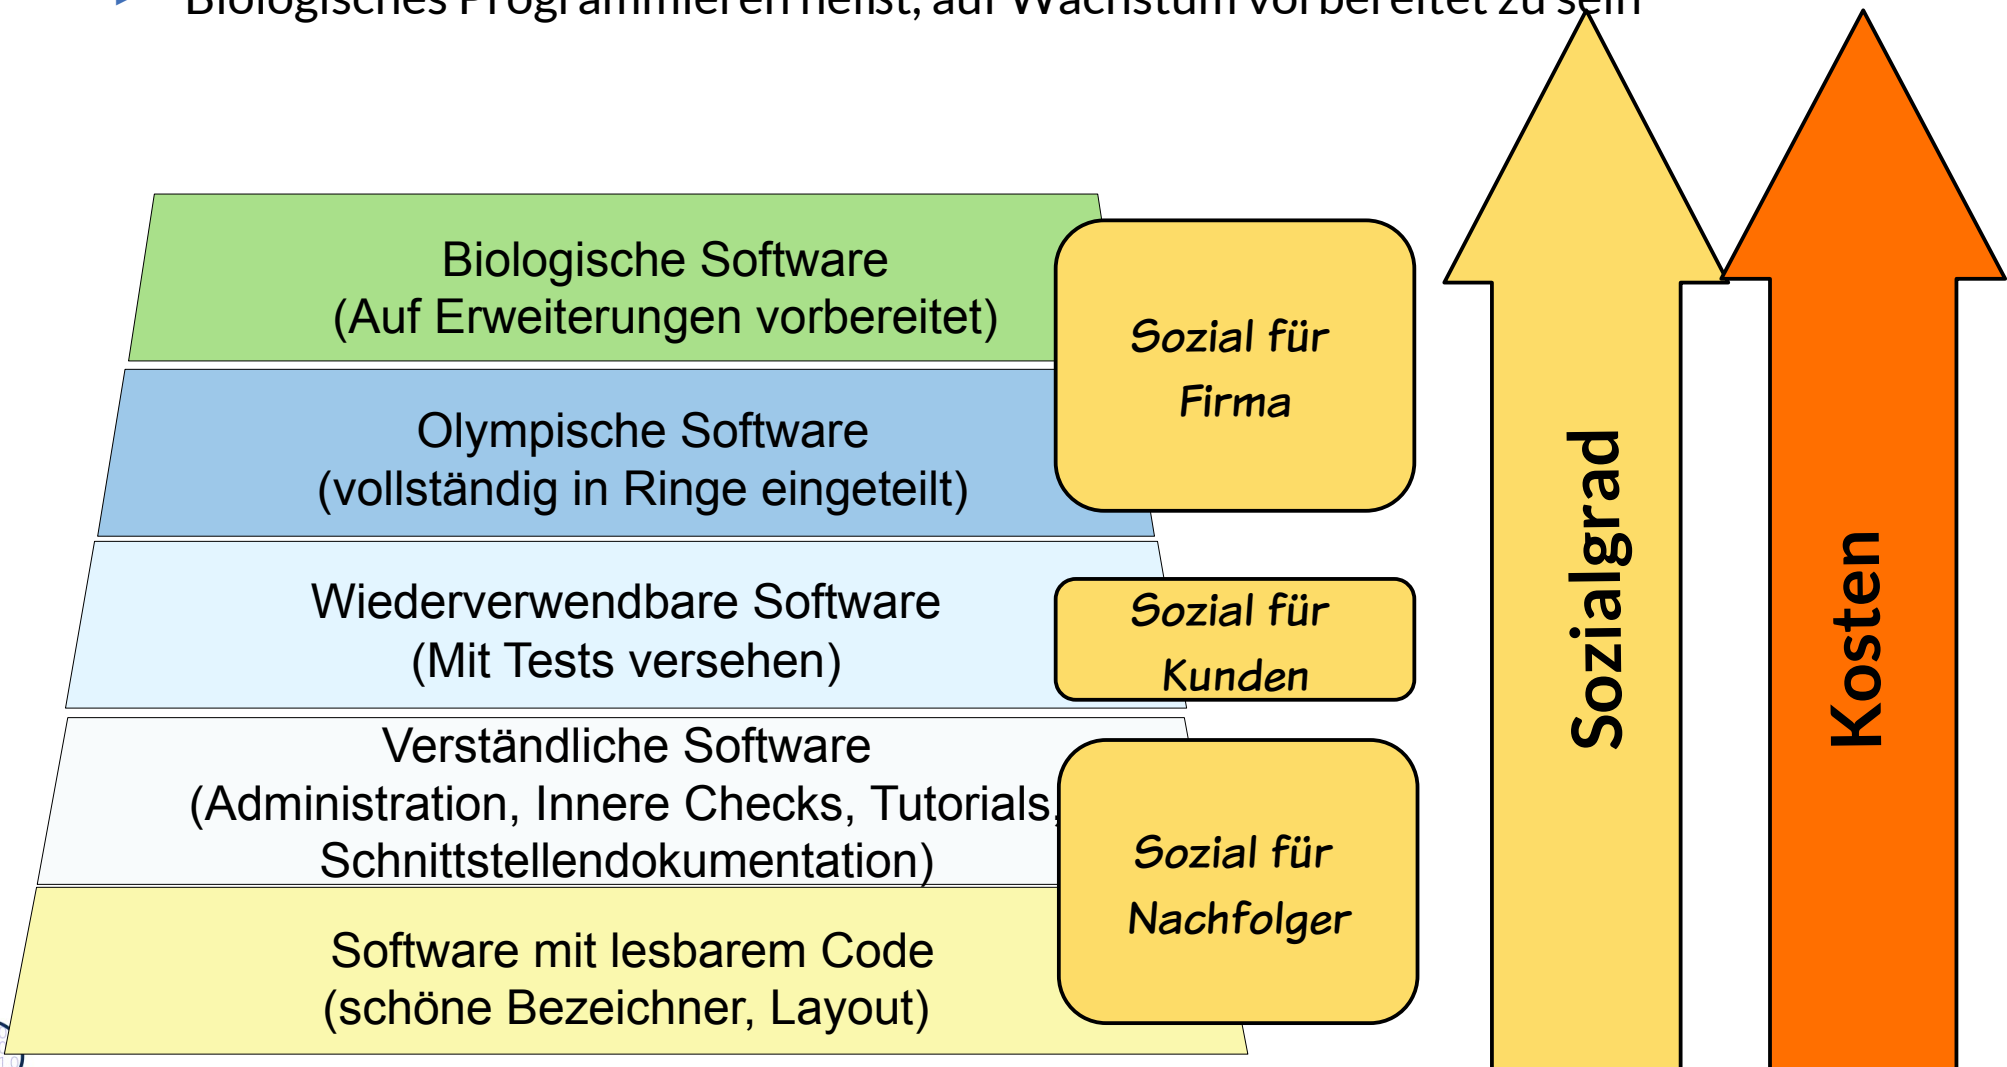 Biologisches Programmieren heißt, auf Wachstum vorbereitet zu sein
Biologische Software
(Auf Erweiterungen vorbereitet)
Sozial für
Firma
Olympische Software
(vollständig in Ringe eingeteilt)
Wiederverwendbare Software
(Mit Tests versehen)
Sozial für
Kunden
Verständliche Software
(Administration, Innere Checks, Tutorials,
Schnittstellendokumentation)
Sozial für
Nachfolger
Software mit lesbarem Code
(schöne Bezeichner, Layout)
Sozialgrad
Kosten